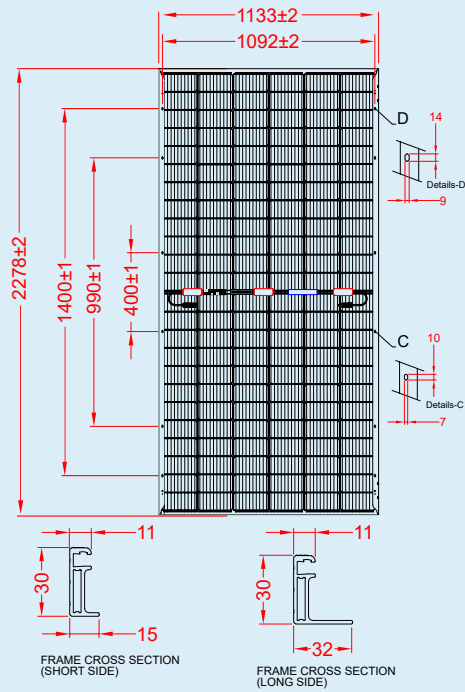 1133±2
1092±2
2278±2
1400±1
990±1
400±1
D
14
Details-D
9
C
10
Details-C
7
11
30
15
FRAME CROSS SECTION
(SHORT SIDE)
11
30
32
FRAME CROSS SECTION
(LONG SIDE)